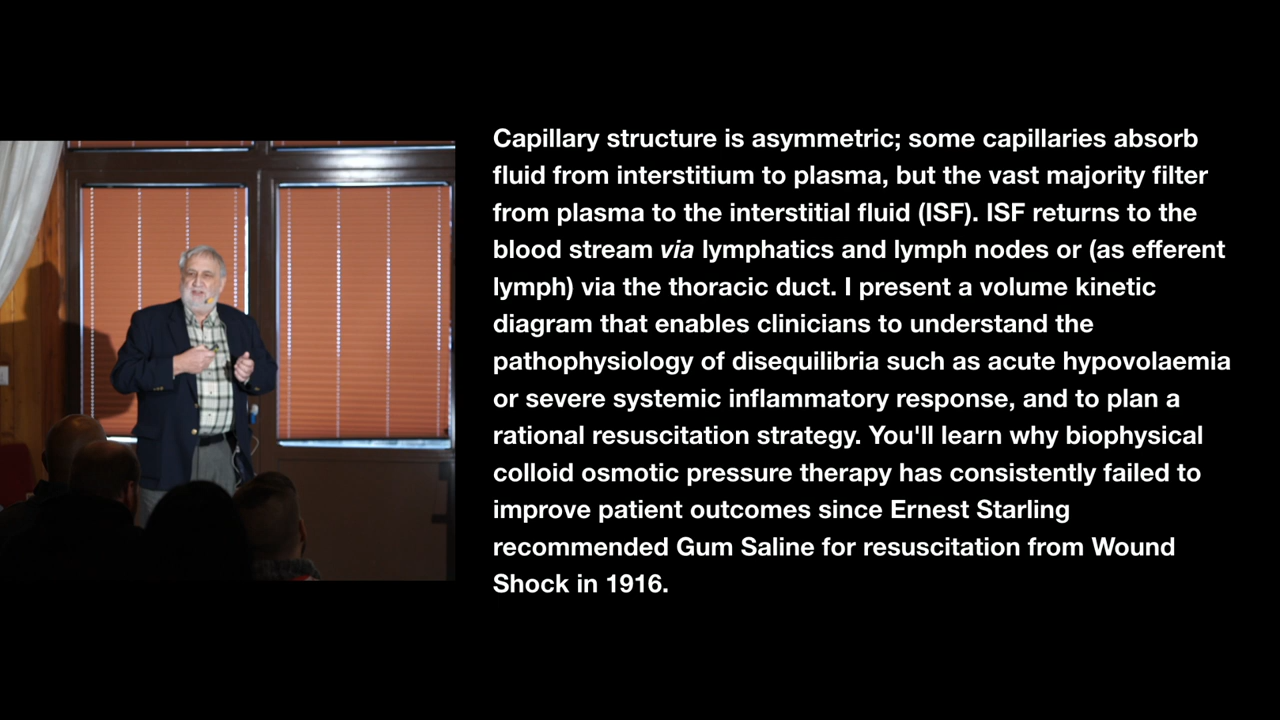 Capillary structure is asymmetric; some capillaries absorb
fluid from interstitium to plasma, but the vast majority filter
from plasma to the interstitial fluid (ISF). ISF returns to the
blood stream via lymphatics and lymph nodes or (as efferent
lymph) via the thoracic duct. I present a volume kinetic
diagram that enables clinicians to understand the
pathophysiology of disequilibria such as acute hypovolaemia
or severe systemic inflammatory response, and to plan a
rational resuscitation strategy. You'll learn why biophysical
colloid osmotic pressure therapy has consistently failed to
improve patient outcomes since Ernest Starling
recommended Gum Saline for resuscitation from Wound
Shock in 1916.